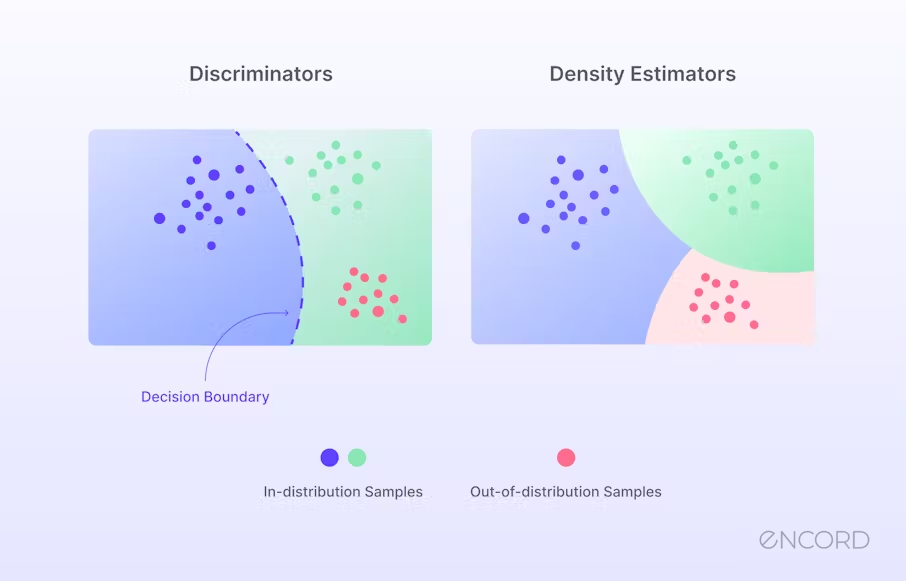 Discriminators
Density Estimators
Decision Boundary
In-distribution Samples
Out-of-distribution Samples
eNCORD